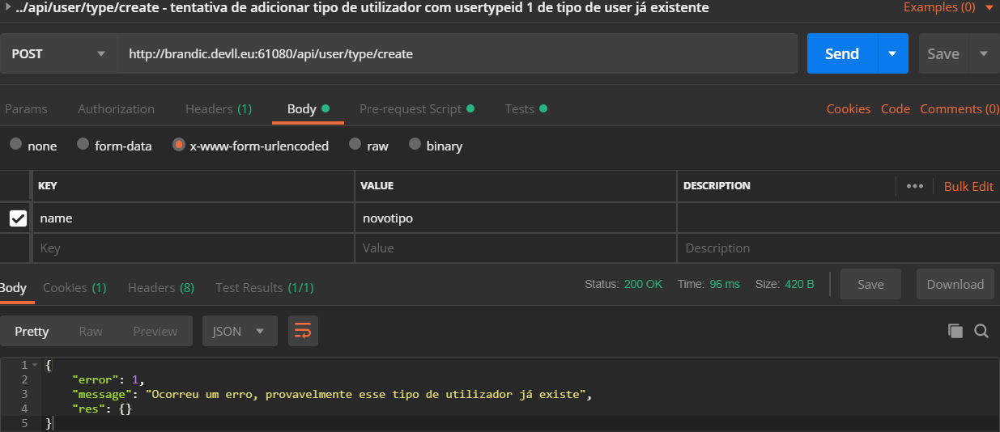 ../api/user/type/create - tentativa de adicionar tipo de utilizador com usertypeid 1 de tipo de user já existente Examples (0)
POST http://brandic.devll.eu:61080/api/user/type/create Send Save
Params Authorization Headers (1) Body Pre-request Script Tests Cookies Code Comments (0)
none form-data x-www-form-urlencoded raw binary
KEY VALUE DESCRIPTION ••• Bulk Edit
name novotipo
Key Value Description
Body Cookies (1) Headers (8) Test Results (1/1) Status: 200 OK Time: 96 ms Size: 420 B Save Download
Pretty Raw Preview JSON
1 {
2 "error": 1,
3 "message": "Ocorreu um erro, provavelmente esse tipo de utilizador já existe",
4 "res": {}
5 }